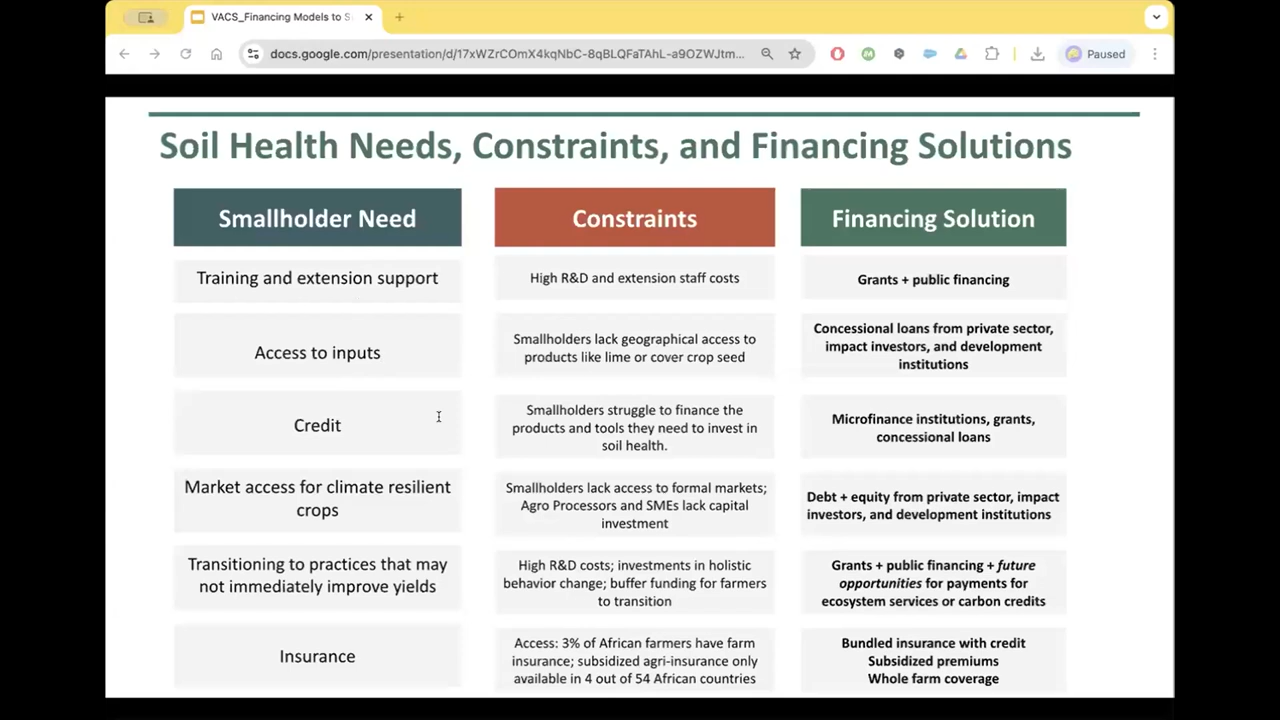 VACS_Financing Models to S
docs.google.com/presentation/d/17xWZrCOmX4kqNbC-8qBLQFaTAhL-a9OZWJtm...
Paused
Soil Health Needs, Constraints, and Financing Solutions
Smallholder Need
Constraints
Financing Solution
Training and extension support
High R&D and extension staff costs
Grants + public financing
Access to inputs
Smallholders lack geographical access to
products like lime or cover crop seed
Concessional loans from private sector,
impact investors, and development
institutions
Credit
Smallholders struggle to finance the
products and tools they need to invest in
soil health.
Microfinance institutions, grants,
concessional loans
Market access for climate resilient
crops
Smallholders lack access to formal markets;
Agro Processors and SMEs lack capital
investment
Debt + equity from private sector, impact
investors, and development institutions
Transitioning to practices that may
not immediately improve yields
High R&D costs; investments in holistic
behavior change; buffer funding for farmers
to transition
Grants + public financing + future
opportunities for payments for
ecosystem services or carbon credits
Insurance
Access: 3% of African farmers have farm
insurance; subsidized agri-insurance only
available in 4 out of 54 African countries
Bundled insurance with credit
Subsidized premiums
Whole farm coverage